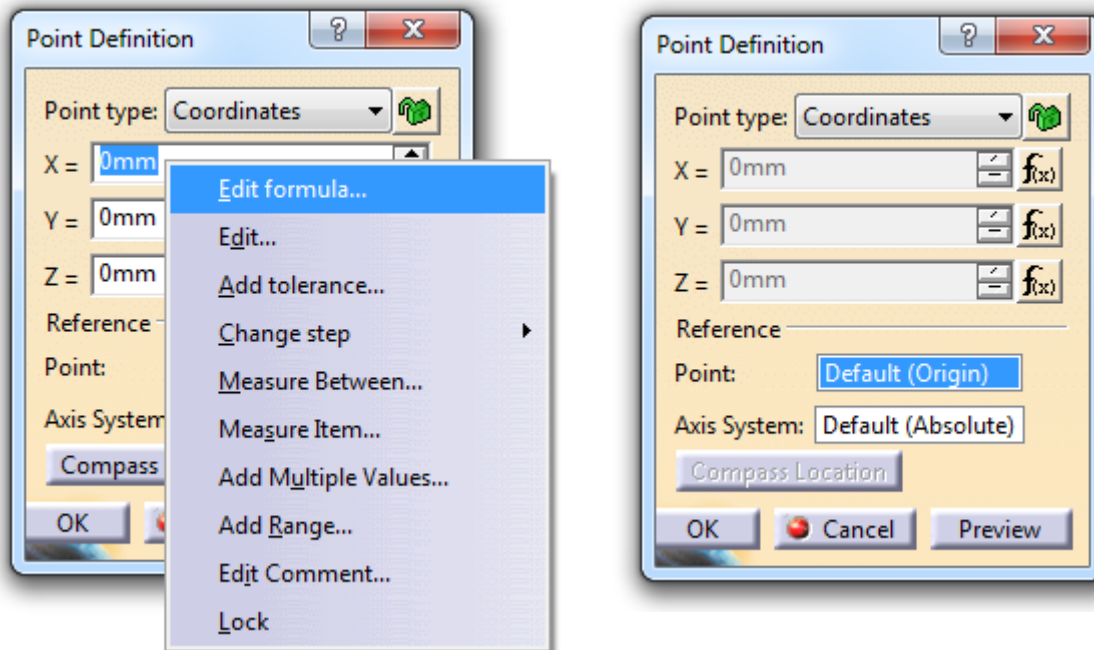 Point Definition
Point type: Coordinates
X = 0mm
Y = 0mm
Z = 0mm
Reference
Point:
Axis System
Compass
OK
Edit formula...
Edit...
Add tolerance...
Change step
Measure Between...
Measure Item...
Add Multiple Values...
Add Range...
Edit Comment...
Lock
Point Definition
Point type: Coordinates
X = 0mm f(x)
Y = 0mm f(x)
Z = 0mm f(x)
Reference
Point: Default (Origin)
Axis System: Default (Absolute)
Compass Location
OK Cancel Preview